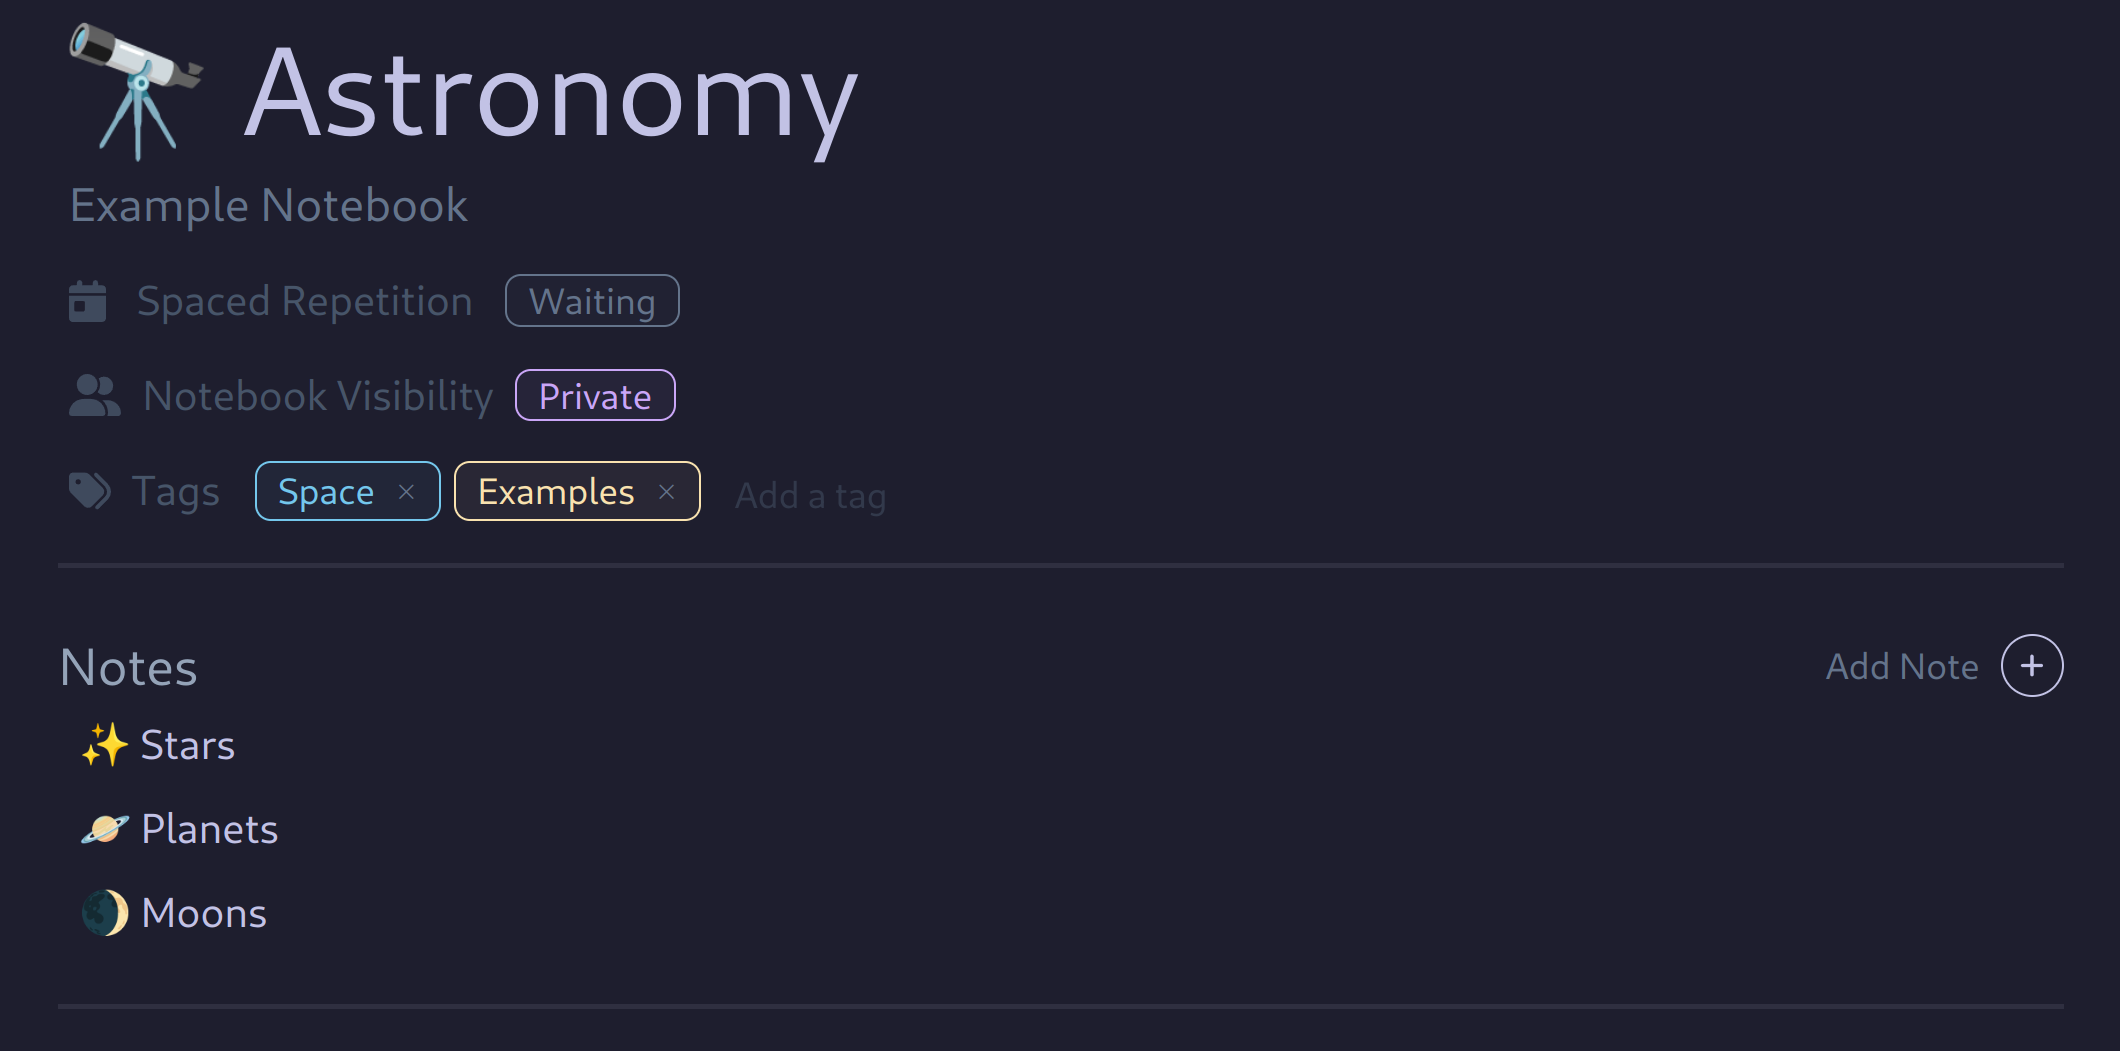 Astronomy
Example Notebook
Spaced Repetition Waiting
Notebook Visibility Private
Tags Space × Examples × Add a tag
Notes Add Note +
Stars
Planets
Moons